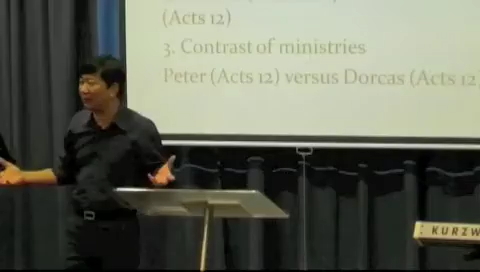 (Acts 12)
3. Contrast of ministries
Peter (Acts 12) versus Dorcas (Acts 12)
KURZW